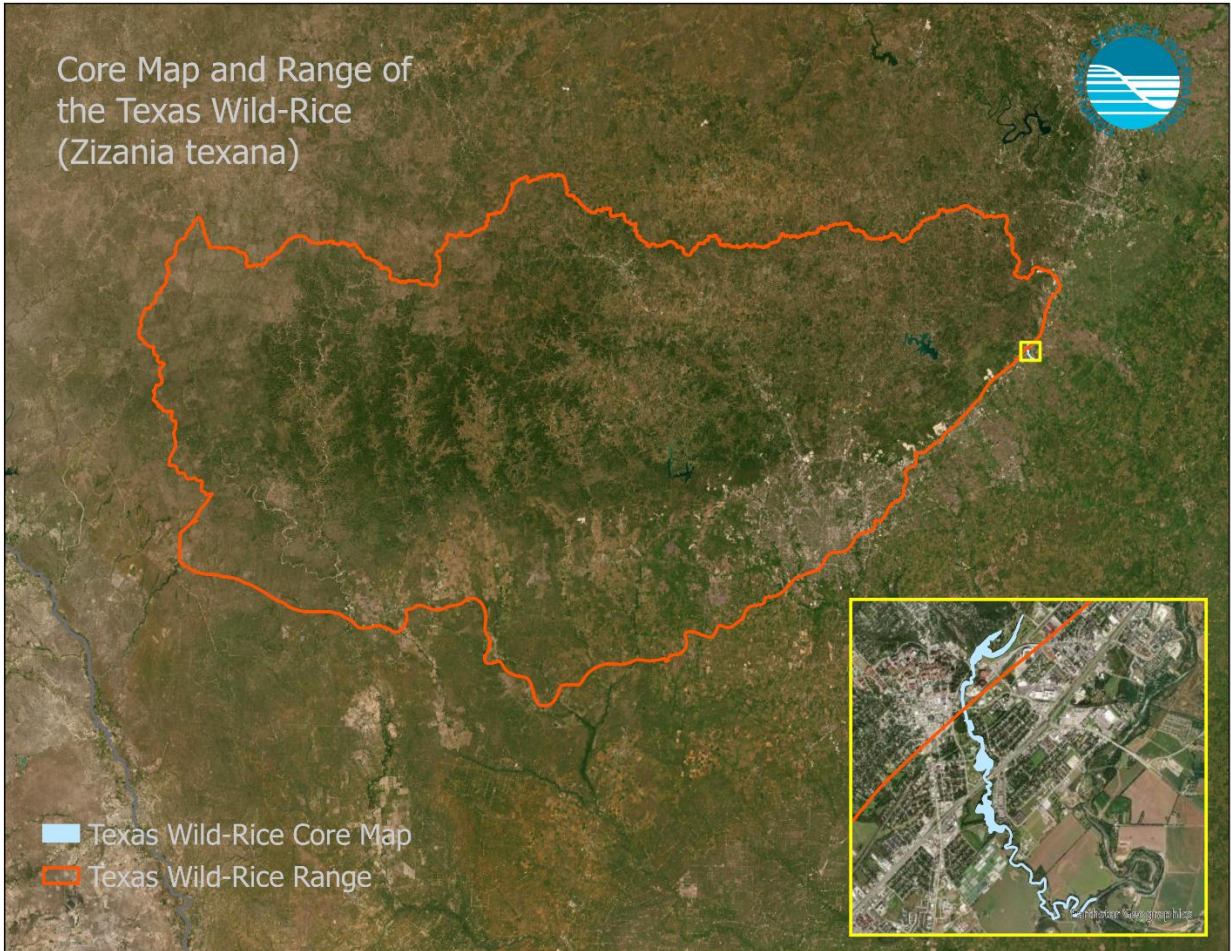 Core Map and Range of
the Texas Wild-Rice
(Zizania texana)
Texas Wild-Rice Core Map
Texas Wild-Rice Range
Earthstar Geographics